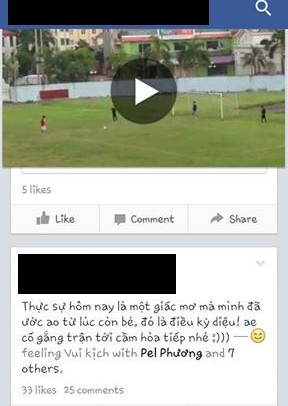 5 likes
Like Comment Share
Thực sự hôm nay là một giấc mơ mà mình đã
ước ao từ lúc còn bé. đó là điều kỳ diệu! ae
cố gắng trận tới cầm hòa tiếp nhé :))) — 😊
feeling Vui kịch with Pel Phương and 7
others.
33 likes 25 comments